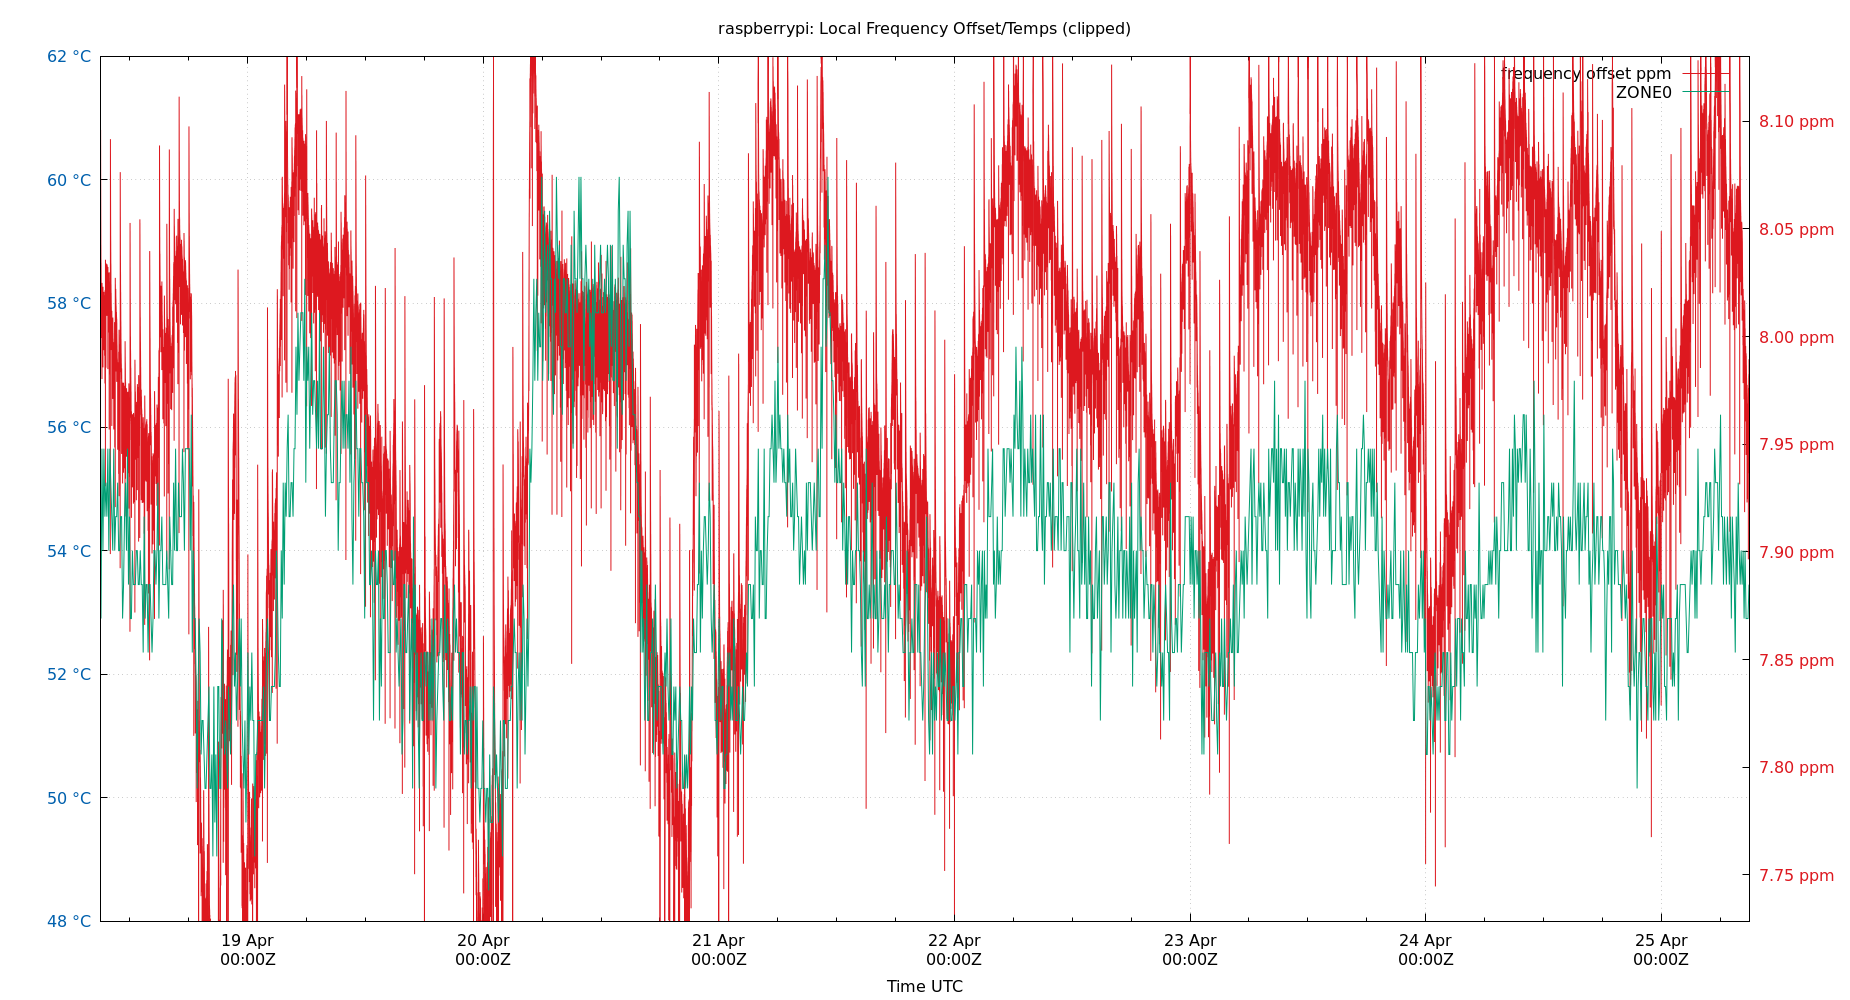 raspberrypi: Local Frequency Offset/Temps (clipped)
62 °C
60 °C
58 °C
56 °C
54 °C
52 °C
50 °C
48 °C
frequency offset ppm
ZONE0
8.10 ppm
8.05 ppm
8.00 ppm
7.95 ppm
7.90 ppm
7.85 ppm
7.80 ppm
7.75 ppm
19 Apr 20 Apr 21 Apr 22 Apr 23 Apr 24 Apr 25 Apr
00:00Z 00:00Z 00:00Z 00:00Z 00:00Z 00:00Z 00:00Z
Time UTC